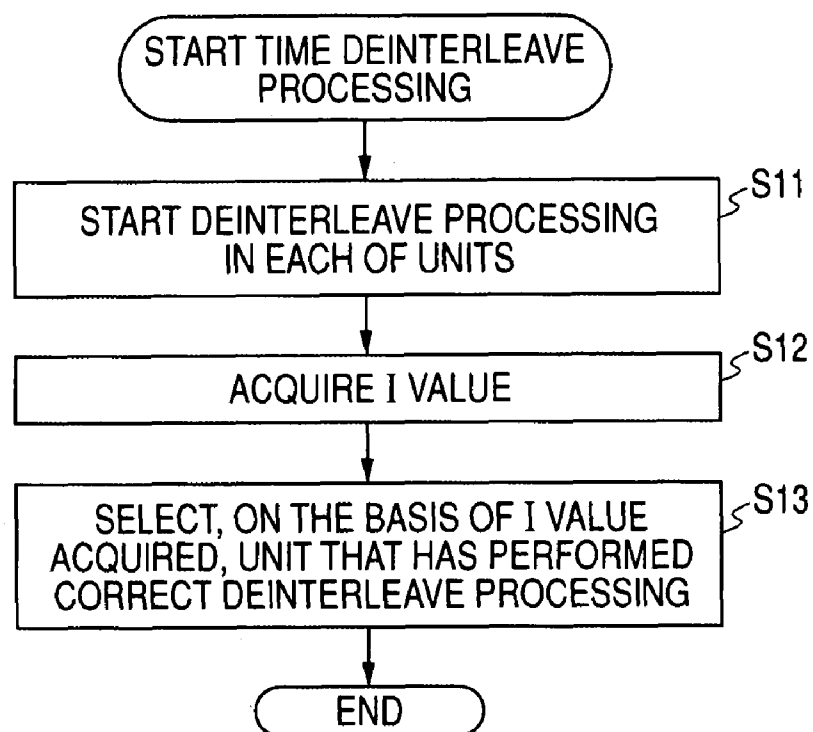 START TIME DEINTERLEAVE
PROCESSING
S11
START DEINTERLEAVE PROCESSING
IN EACH OF UNITS
S12
ACQUIRE I VALUE
S13
SELECT, ON THE BASIS OF I VALUE
ACQUIRED, UNIT THAT HAS PERFORMED
CORRECT DEINTERLEAVE PROCESSING
END